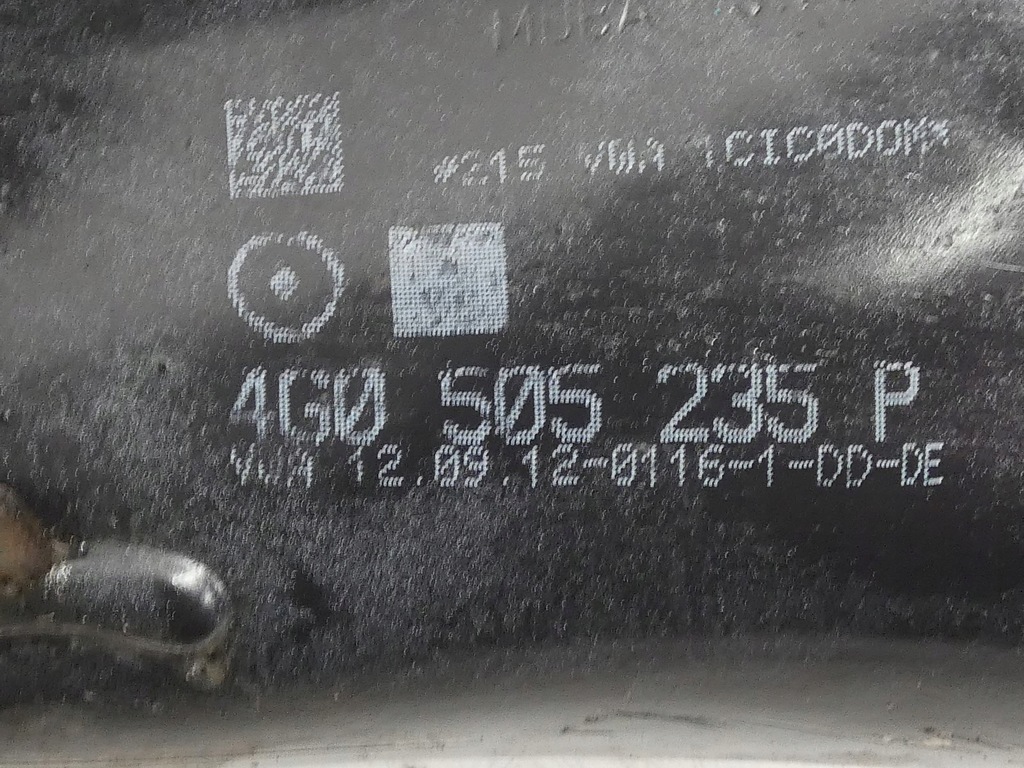 #215 VWA 1CIC0DOM*
4G0 505 235 P
VWA 12.09.12-0116-1-DD-DE